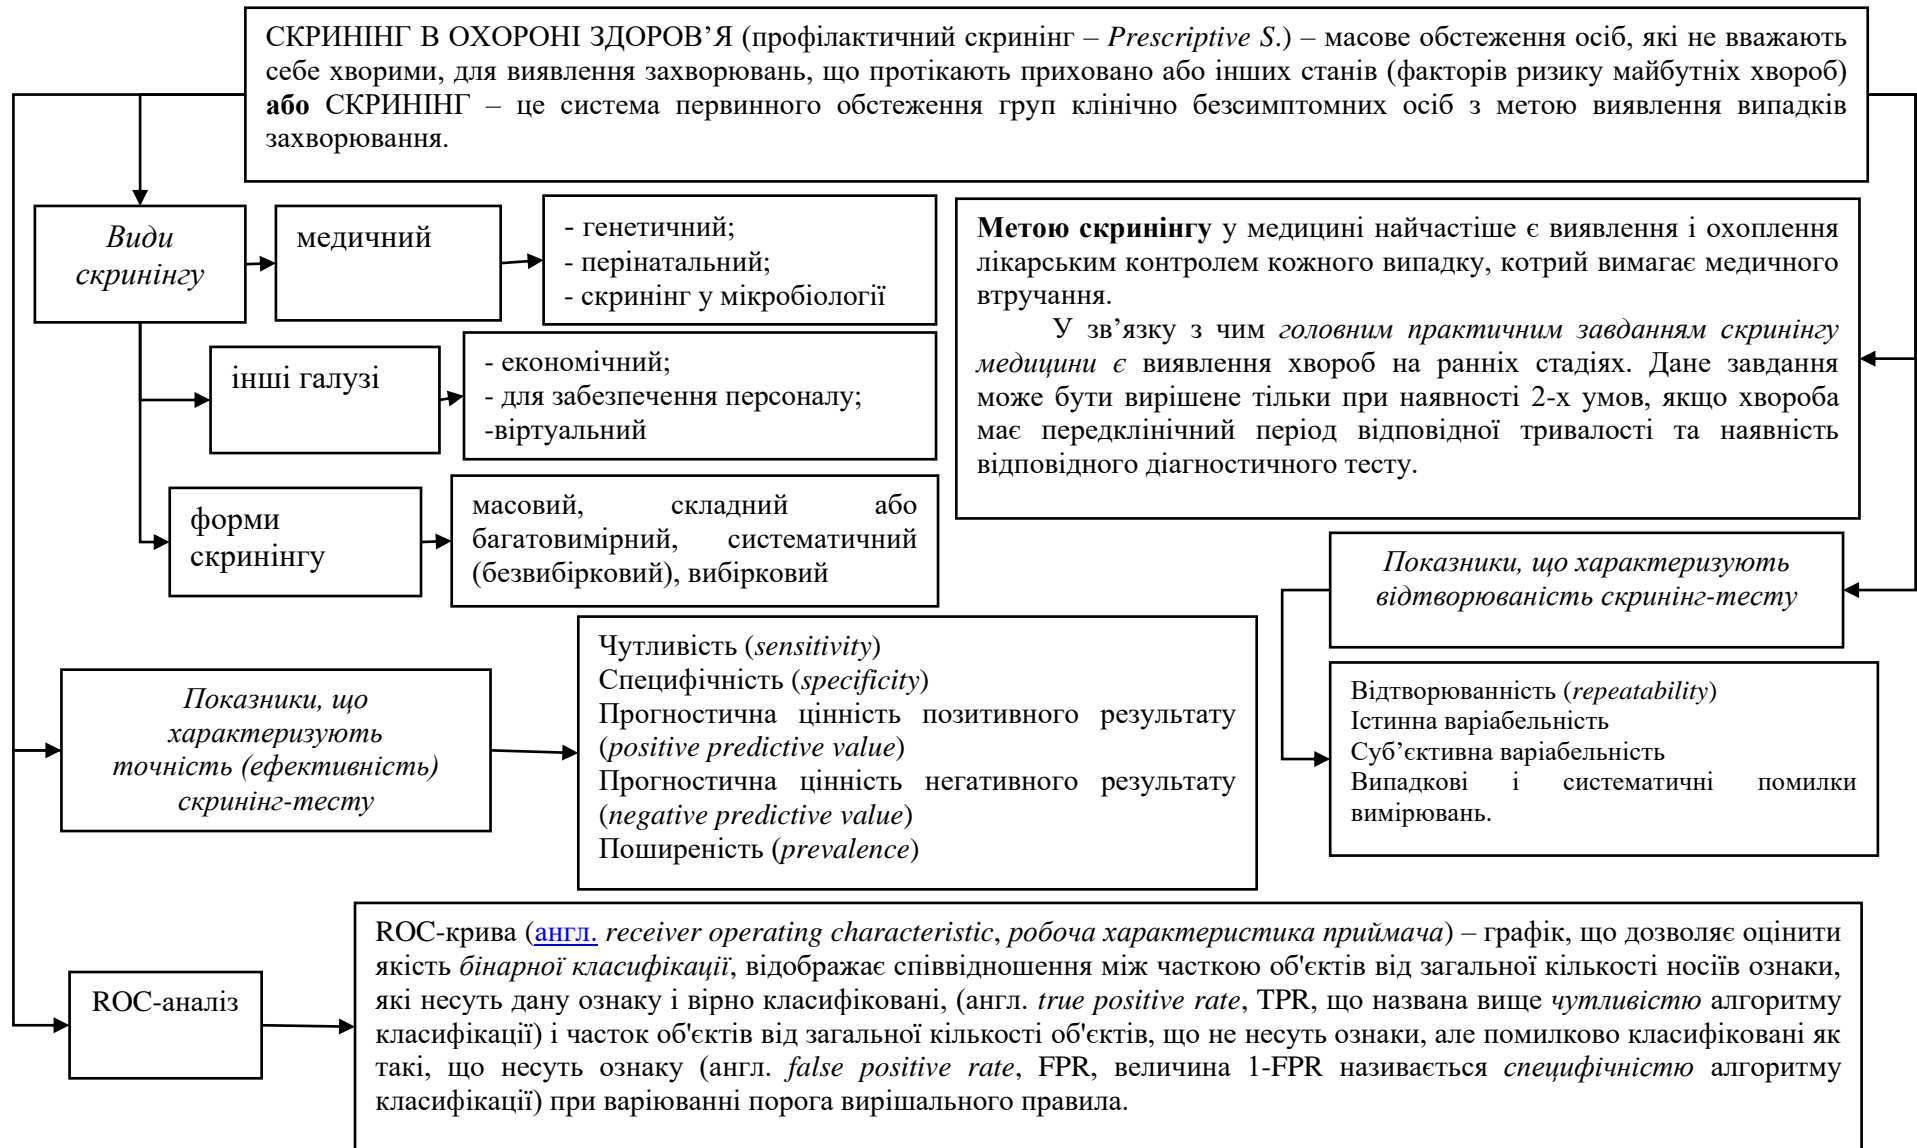 СКРИНІНГ В ОХОРОНІ ЗДОРОВ’Я (профілактичний скринінг – Prescriptive S.) – масове обстеження осіб, які не вважають
себе хворими, для виявлення захворювань, що протікають приховано або інших станів (факторів ризику майбутніх хвороб)
або СКРИНІНГ – це система первинного обстеження груп клінічно безсимптомних осіб з метою виявлення випадків
захворювання.
Види
скринінгу
медичний
- генетичний;
- перінатальний;
- скринінг у мікробіології
Метою скринінгу у медицині найчастіше є виявлення і охоплення
лікарським контролем кожного випадку, котрий вимагає медичного
втручання.
У зв’язку з чим головним практичним завданням скринінгу
медицини є виявлення хвороб на ранніх стадіях. Дане завдання
може бути вирішене тільки при наявності 2-х умов, якщо хвороба
має передклінічний період відповідної тривалості та наявність
відповідного діагностичного тесту.
інші галузі
- економічний;
- для забезпечення персоналу;
-віртуальний
форми
скринінгу
масовий, складний або
багатовимірний, систематичний
(безвибірковий), вибірковий
Показники, що характеризують
відтворюваність скринінг-тесту
Відтворюванність (repeatability)
Істинна варіабельність
Суб’єктивна варіабельність
Випадкові і систематичні помилки
вимірювань.
Показники, що
характеризують
точність (ефективність)
скринінг-тесту
Чутливість (sensitivity)
Специфічність (specificity)
Прогностична цінність позитивного результату
(positive predictive value)
Прогностична цінність негативного результату
(negative predictive value)
Поширеність (prevalence)
ROC-аналіз
ROC-крива (англ. receiver operating characteristic, робоча характеристика приймача) – графік, що дозволяє оцінити
якість бінарної класифікації, відображає співвідношення між часткою об'єктів від загальної кількості носіїв ознаки,
які несуть дану ознаку і вірно класифіковані, (англ. true positive rate, TPR, що названа вище чутливістю алгоритму
класифікації) і часток об'єктів від загальної кількості об'єктів, що не несуть ознаки, але помилково класифіковані як
такі, що несуть ознаку (англ. false positive rate, FPR, величина 1-FPR називається специфічністю алгоритму
класифікації) при варіюванні порога вирішального правила.